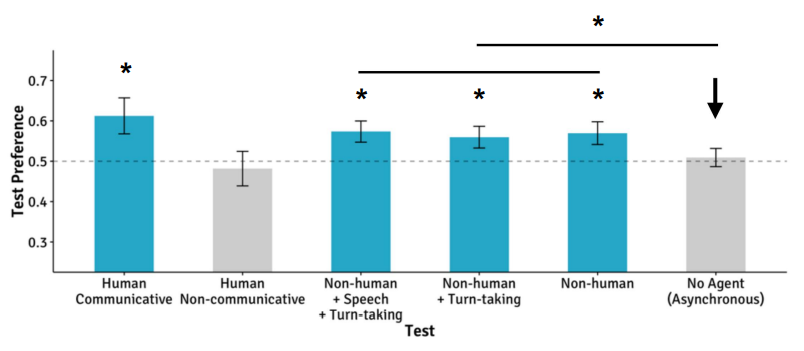 *
*
*
*
*
0.7
0.6
0.5
0.4
0.3
Test Preference
Human
Communicative
Human
Non-communicative
Non-human
+ Speech
+ Turn-taking
Non-human
+ Turn-taking
Non-human
No Agent
(Asynchronous)
Test